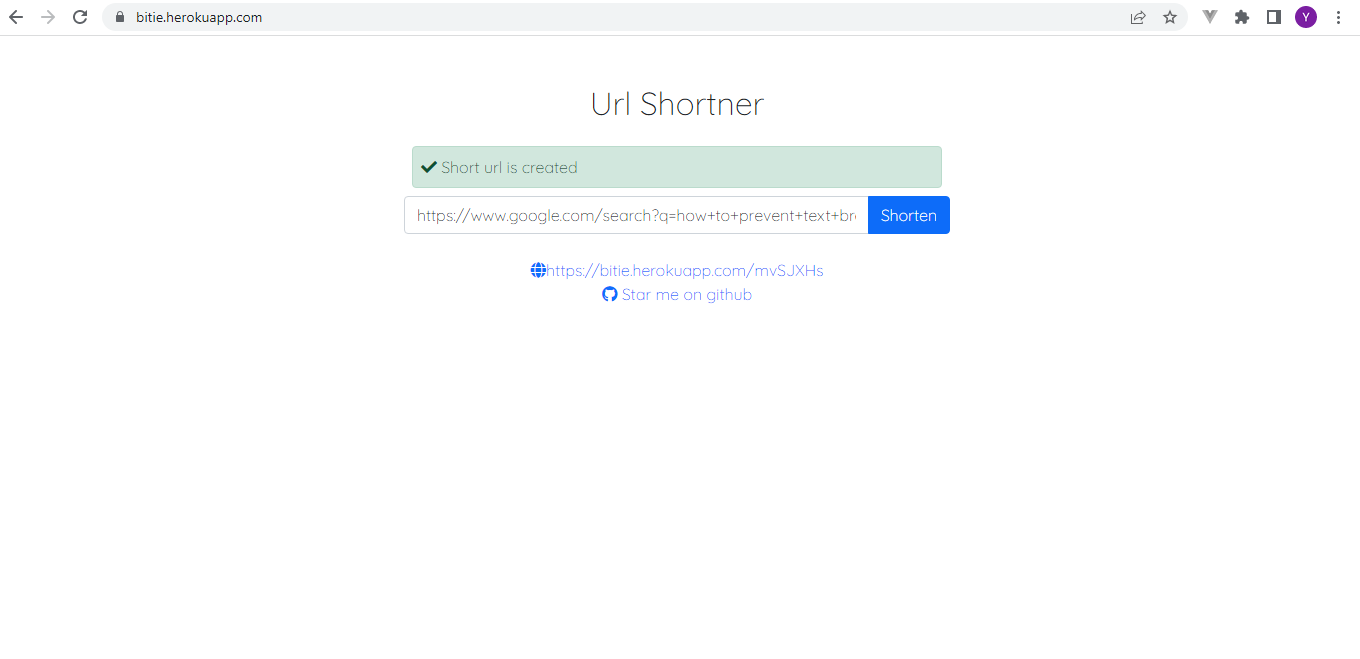 bitie.herokuapp.com
Y
Url Shortner
Short url is created
https://www.google.com/search?q=how+to+prevent+text+br
Shorten
https://bitie.herokuapp.com/mvSJXHs
Star me on github